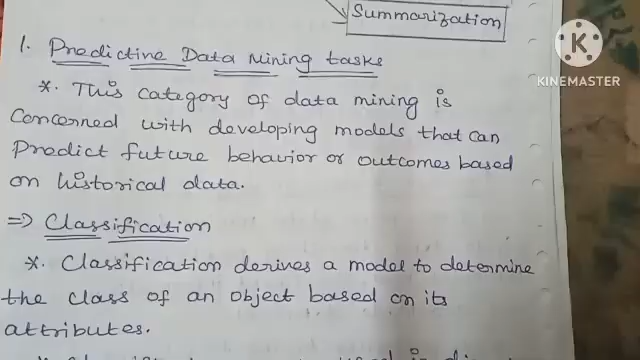 Summarization
1. Predictive Data Mining tasks
*. This category of data mining is
concerned with developing models that can
predict future behavior or outcomes based
on historical data.
=> Classification
*. Classification derives a model to determine
the class of an object based on its
attributes.
KINEMASTER